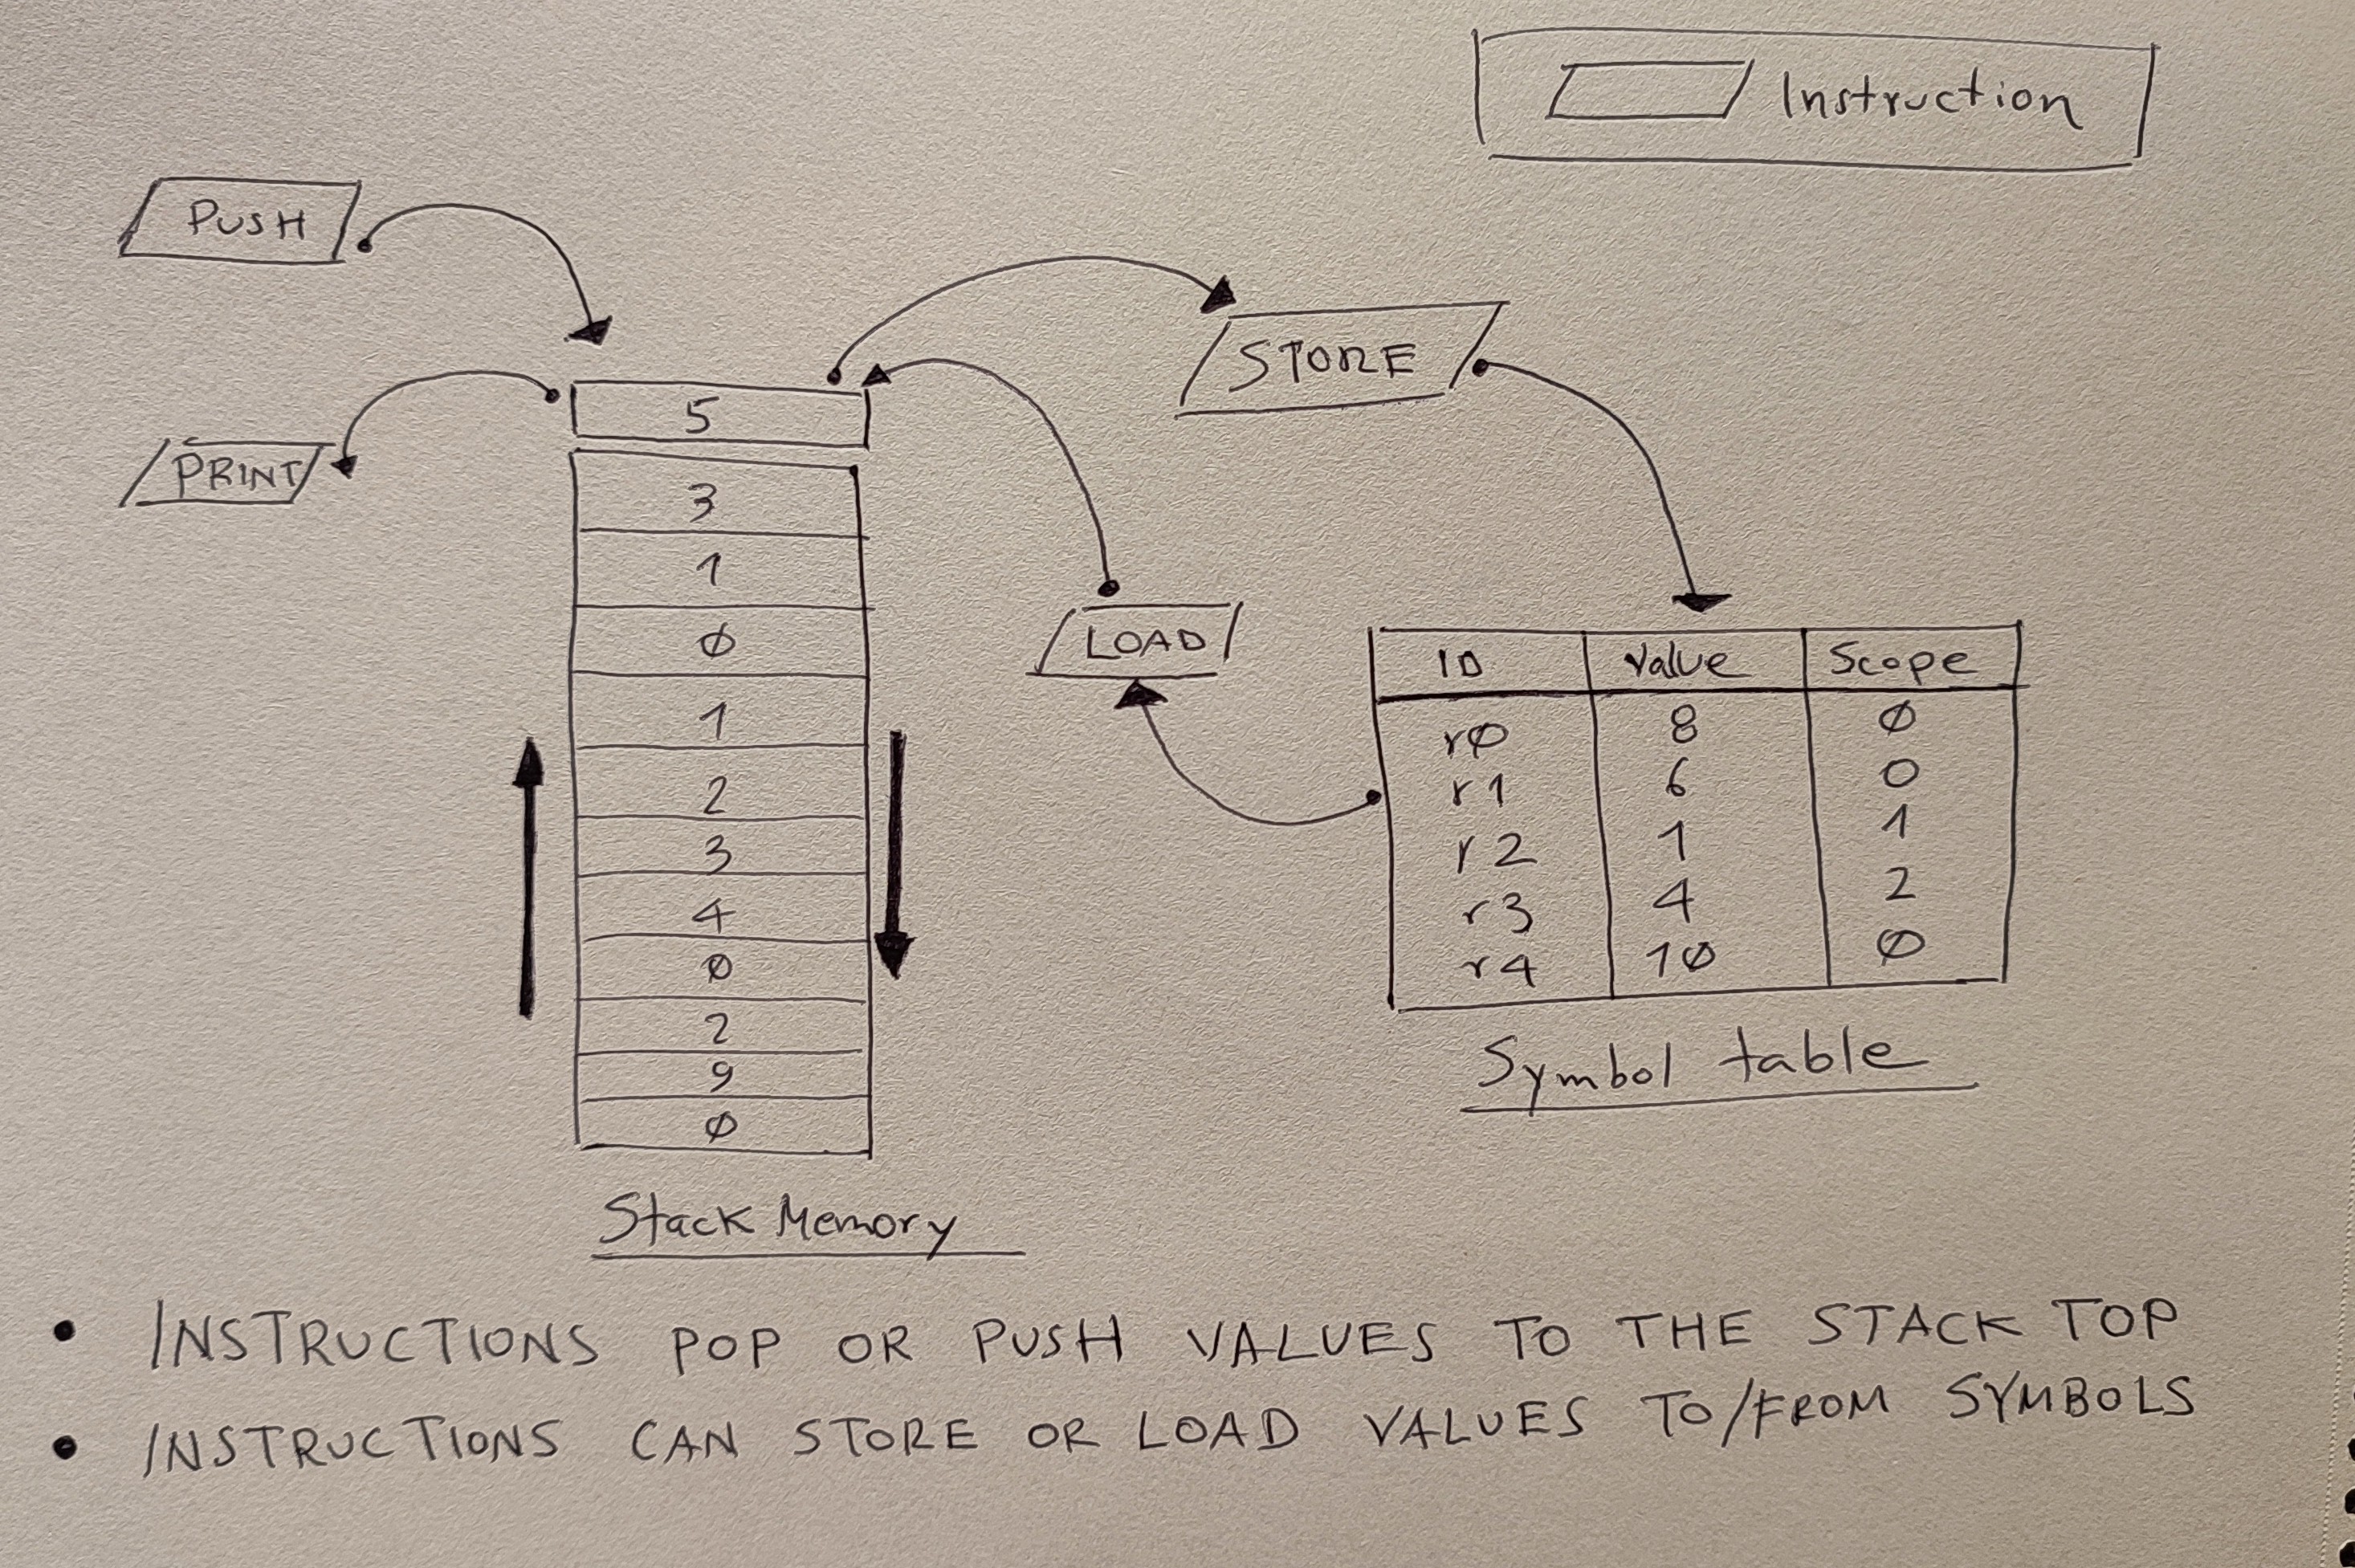 Instruction
PUSH
STORE
PRINT
5
3
1
Ø
1
2
3
4
Ø
2
9
Ø
LOAD
ID Value Scope
rØ 8 Ø
r1 6 0
r2 1 1
r3 4 2
r4 1Ø Ø
Symbol table
Stack Memory
• INSTRUCTIONS POP OR PUSH VALUES TO THE STACK TOP
• INSTRUCTIONS CAN STORE OR LOAD VALUES TO/FROM SYMBOLS